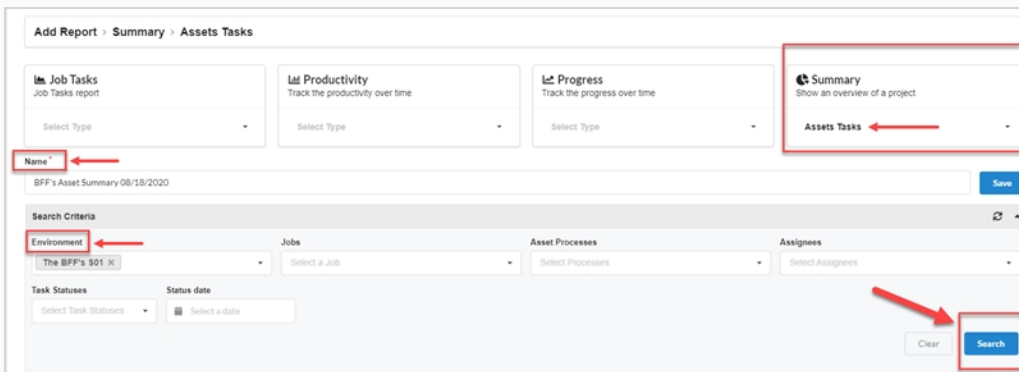 Add Report > Summary > Assets Tasks
Job Tasks
Job Tasks report
Select Type
Productivity
Track the productivity over time
Select Type
Progress
Track the progress over time
Select Type
Summary
Show an overview of a project
Assets Tasks
Name*
BFF's Asset Summary 08/18/2020
Save
Search Criteria
Environment
Jobs
Asset Processes
Assignees
The BFF's S01 ×
Select a Job
Select Processes
Select Assignees
Task Statuses
Status date
Select Task Statuses
Select a date
Clear
Search